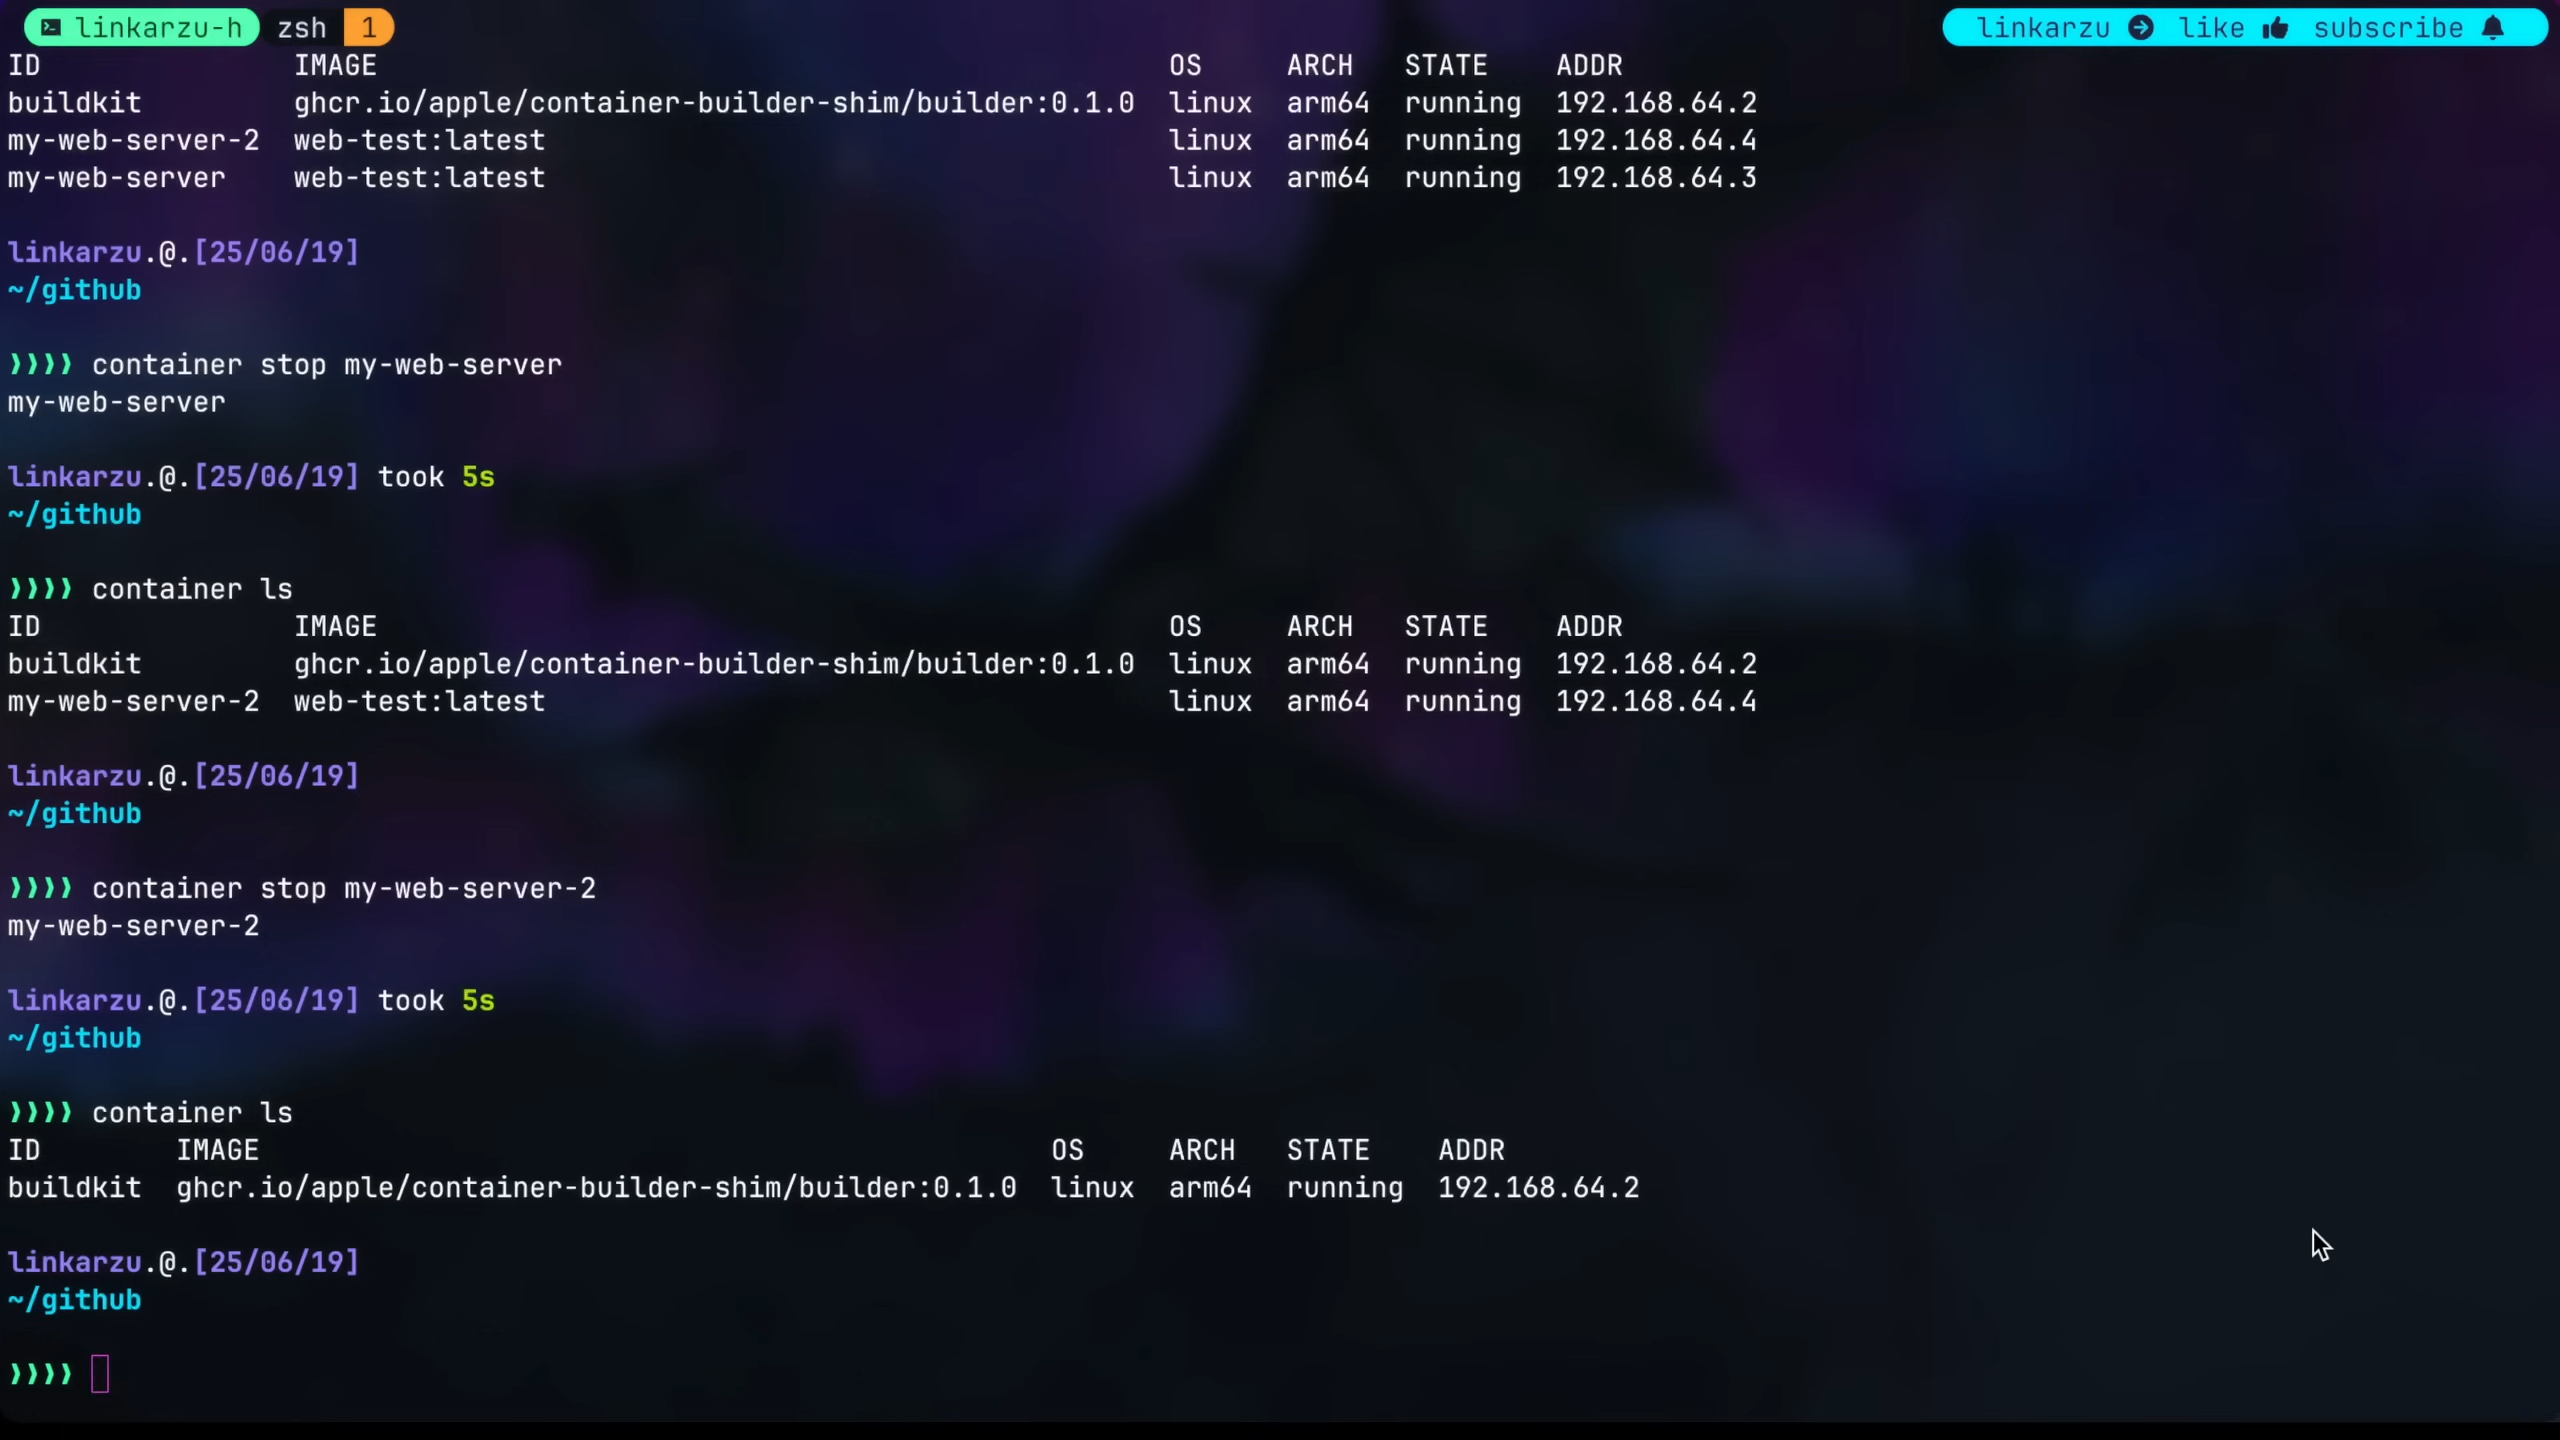 linkarzu-h zsh 1 linkarzu like subscribe
ID IMAGE OS ARCH STATE ADDR
buildkit ghcr.io/apple/container-builder-shim/builder:0.1.0 linux arm64 running 192.168.64.2
my-web-server-2 web-test:latest linux arm64 running 192.168.64.4
my-web-server web-test:latest linux arm64 running 192.168.64.3
linkarzu.@.[25/06/19]
~/github
❩❩❩❩ container stop my-web-server
my-web-server
linkarzu.@.[25/06/19] took 5s
~/github
❩❩❩❩ container ls
ID IMAGE OS ARCH STATE ADDR
buildkit ghcr.io/apple/container-builder-shim/builder:0.1.0 linux arm64 running 192.168.64.2
my-web-server-2 web-test:latest linux arm64 running 192.168.64.4
linkarzu.@.[25/06/19]
~/github
❩❩❩❩ container stop my-web-server-2
my-web-server-2
linkarzu.@.[25/06/19] took 5s
~/github
❩❩❩❩ container ls
ID IMAGE OS ARCH STATE ADDR
buildkit ghcr.io/apple/container-builder-shim/builder:0.1.0 linux arm64 running 192.168.64.2
linkarzu.@.[25/06/19]
~/github
❩❩❩❩